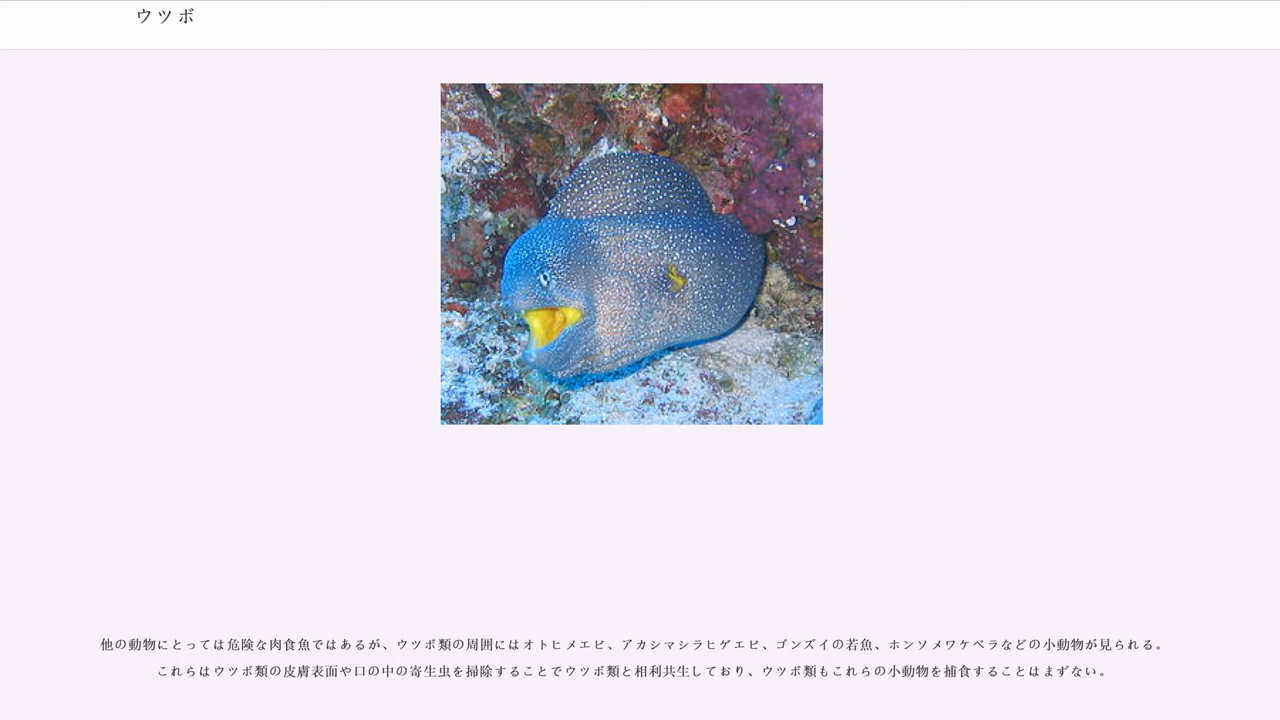 ウツボ
他の動物にとっては危険な肉食魚ではあるが、ウツボ類の周囲にはオトヒメエビ、アカシマシラヒゲエビ、ゴンズイの若魚、ホンソメワケベラなどの小動物が見られる。
これらはウツボ類の皮膚表面や口の中の寄生虫を掃除することでウツボ類と相利共生しており、ウツボ類もこれらの小動物を捕食することはまずない。